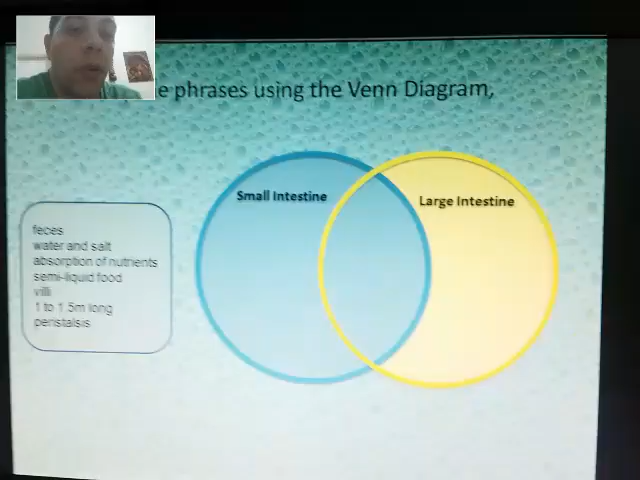 e phrases using the Venn Diagram,
Small Intestine
Large Intestine
feces
water and salt
absorption of nutrients
semi-liquid food
villi
1 to 1.5m long
peristalsis